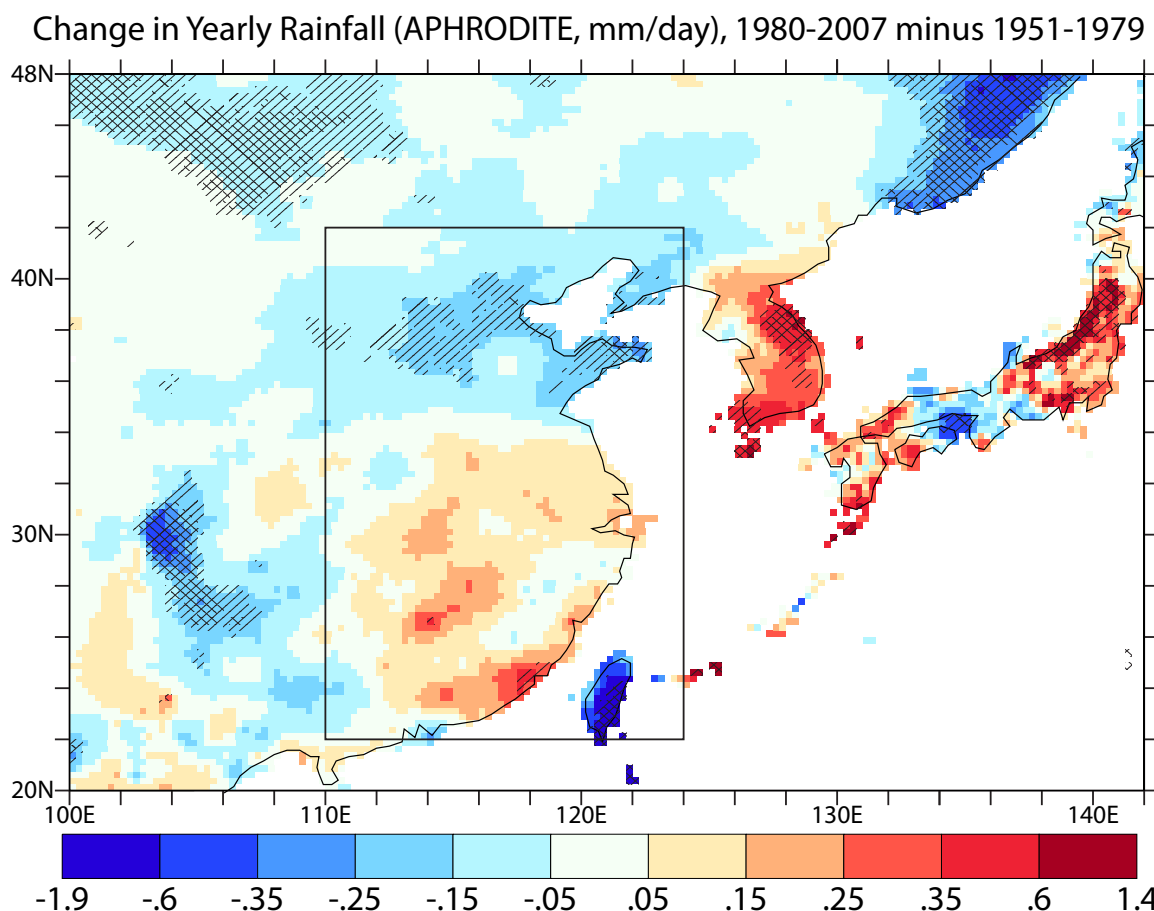 Change in Yearly Rainfall (APHRODITE, mm/day), 1980-2007 minus 1951-1979
48N
40N
30N
20N
100E 110E 120E 130E 140E
-1.9 -.6 -.35 -.25 -.15 -.05 .05 .15 .25 .35 .6 1.4